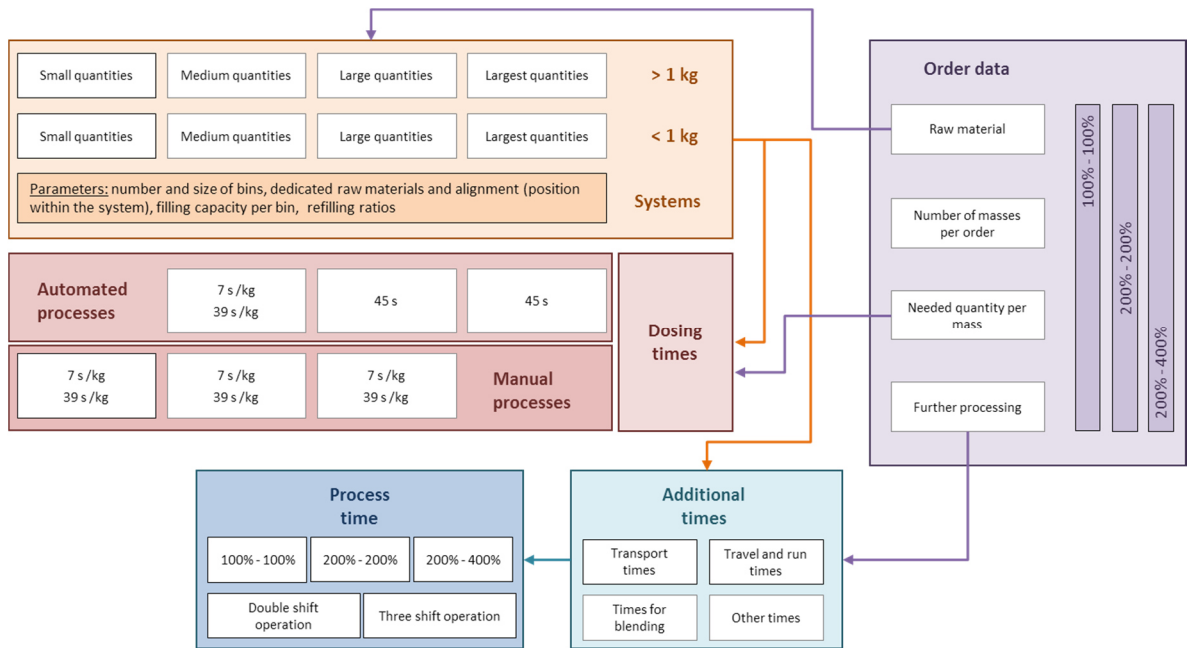 Small quantities
Medium quantities
Large quantities
Largest quantities
> 1 kg
Small quantities
Medium quantities
Large quantities
Largest quantities
< 1 kg
Parameters: number and size of bins, dedicated raw materials and alignment (position
within the system), filling capacity per bin, refilling ratios
Systems
Automated
processes
7 s/kg
39 s/kg
45 s
45 s
7 s/kg
39 s/kg
7 s/kg
39 s/kg
7 s/kg
39 s/kg
Manual
processes
Dosing
times
Order data
Raw material
Number of masses
per order
Needed quantity per
mass
Further processing
100% - 100%
200% - 200%
200% - 400%
Process
time
100% - 100%
200% - 200%
200% - 400%
Double shift
operation
Three shift operation
Additional
times
Transport
times
Travel and run
times
Times for
blending
Other times